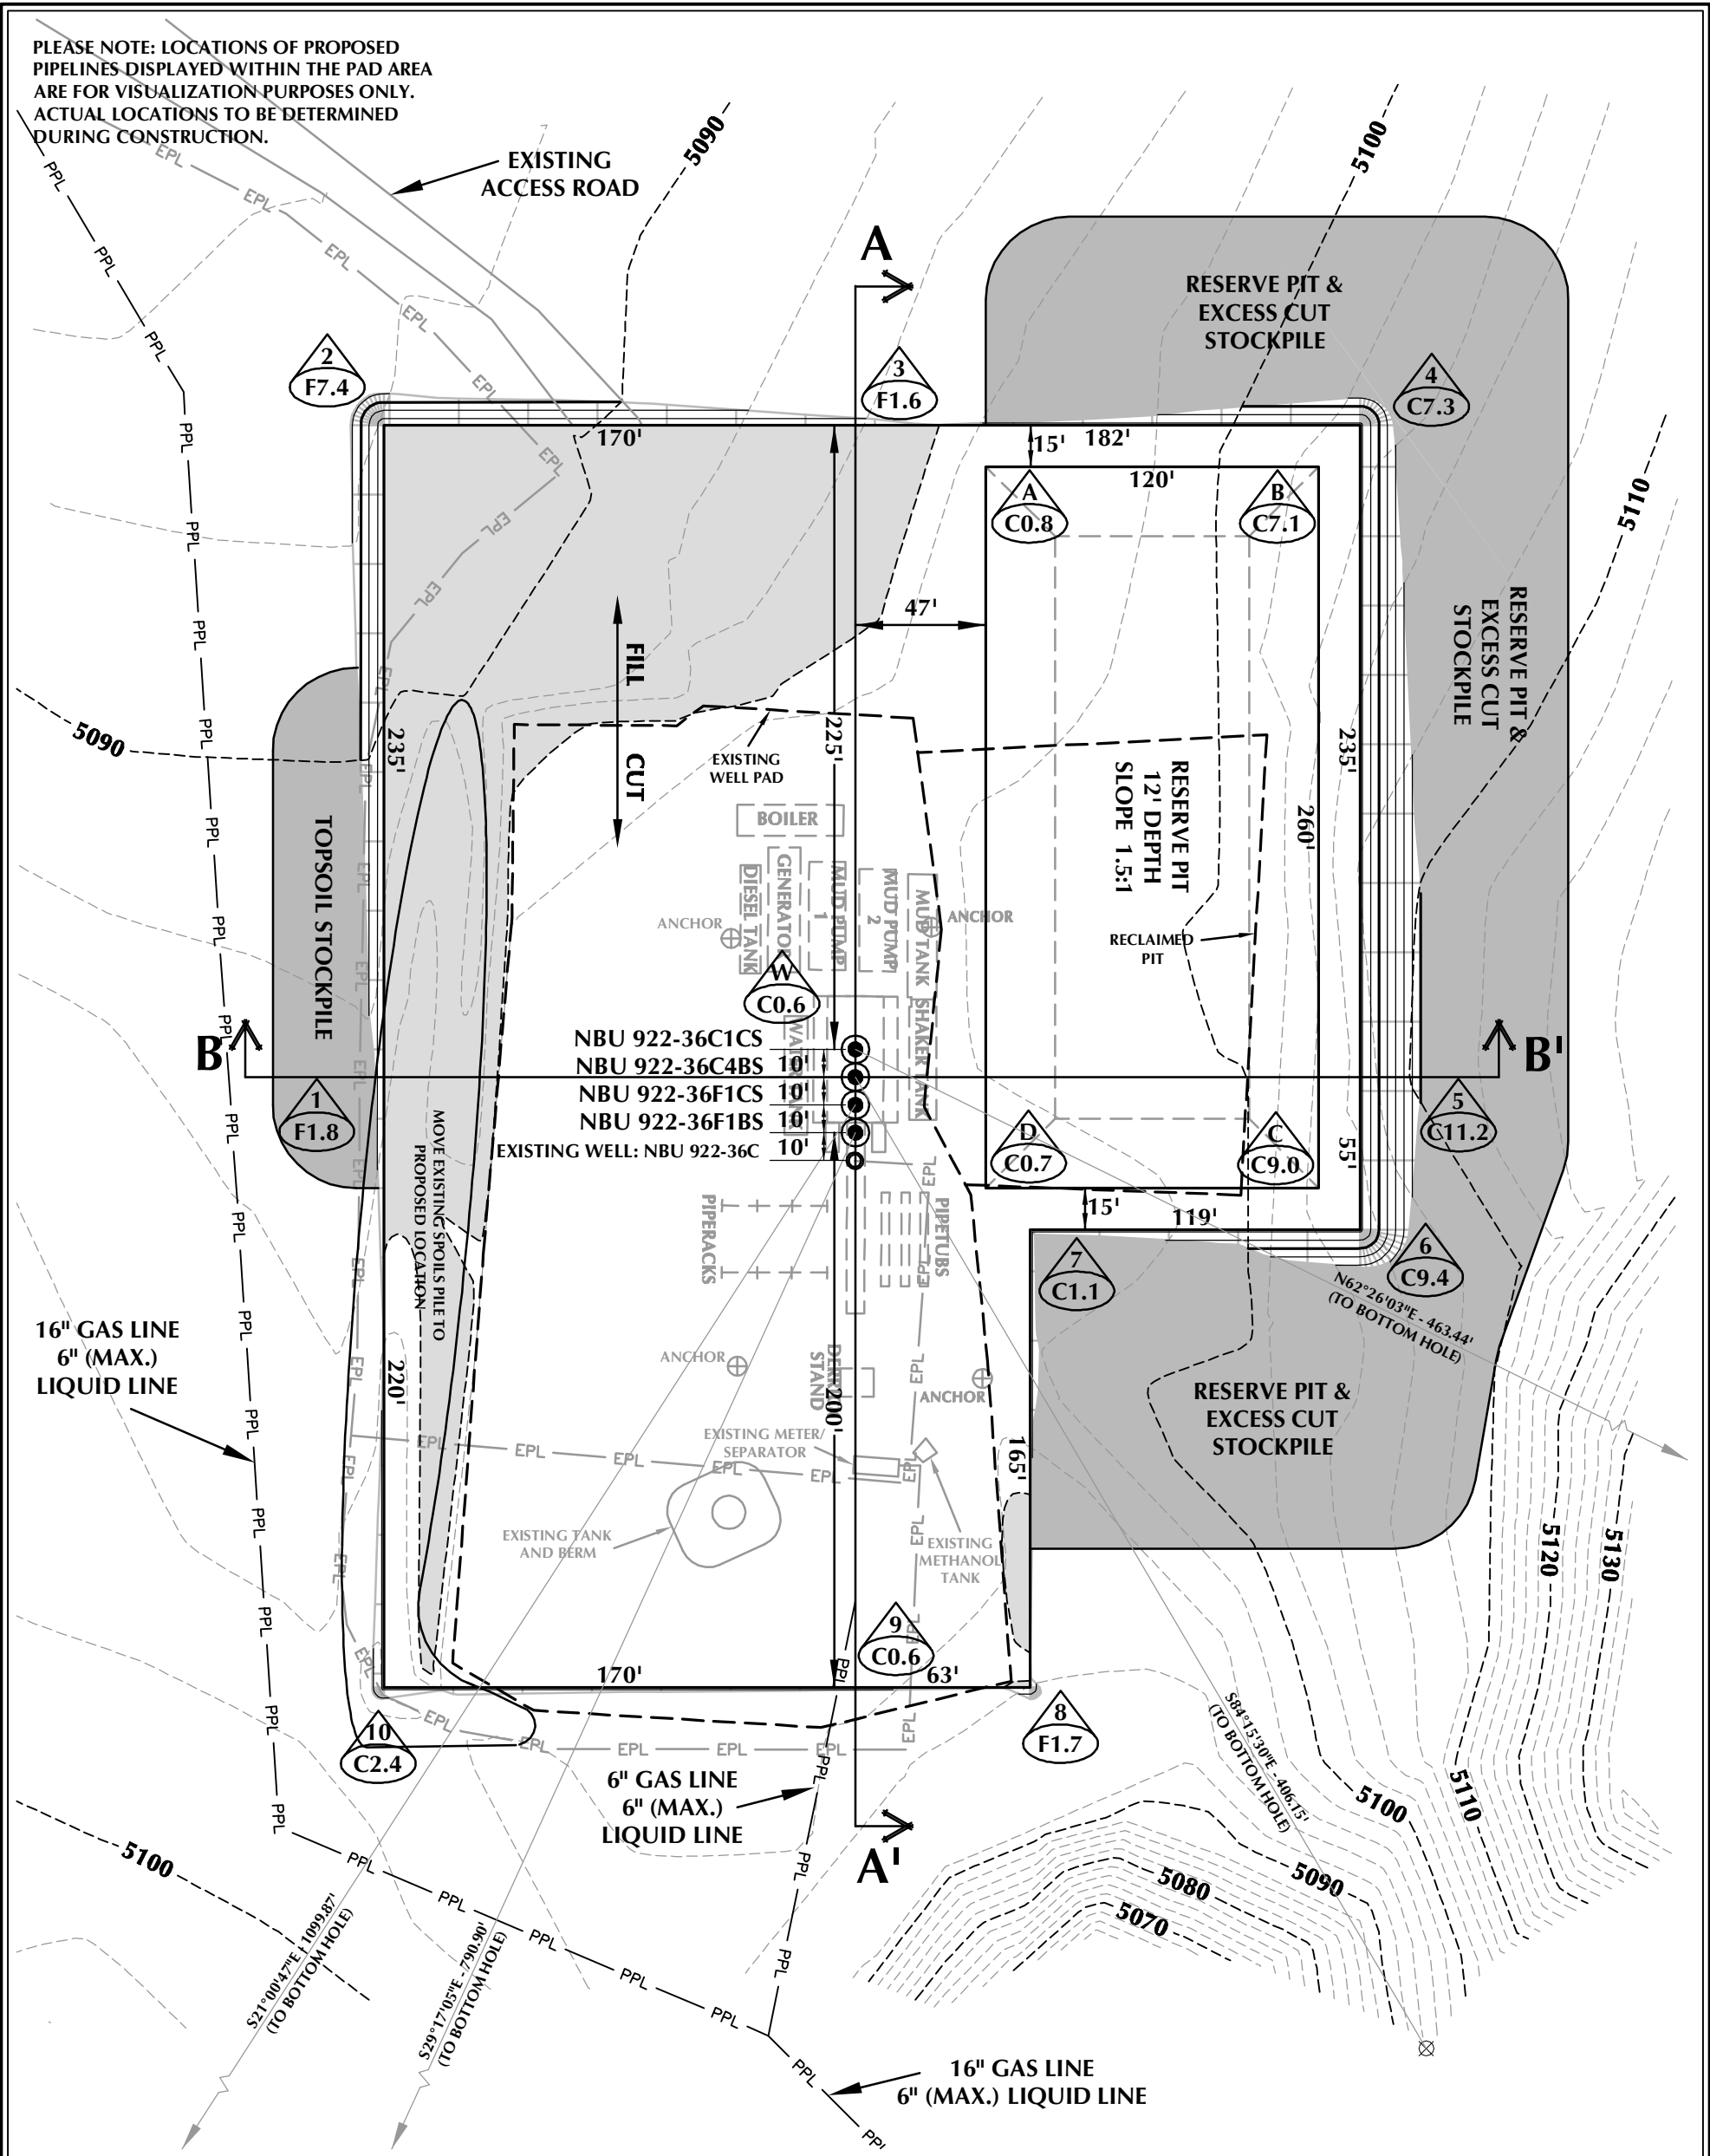 PLEASE NOTE: LOCATIONS OF PROPOSED
PIPELINES DISPLAYED WITHIN THE PAD AREA
ARE FOR VISUALIZATION PURPOSES ONLY.
ACTUAL LOCATIONS TO BE DETERMINED
DURING CONSTRUCTION.
EXISTING
ACCESS ROAD
5090
5100
A
RESERVE PIT &
EXCESS CUT
STOCKPILE
2
F7.4
3
F1.6
4
C7.3
170'
15'
182'
120'
A
C0.8
B
C7.1
5110
47'
FILL
CUT
RESERVE PIT &
EXCESS CUT
STOCKPILE
5090
235'
225'
EXISTING
WELL PAD
RESERVE PIT
12' DEPTH
SLOPE 1.5:1
235'
260'
TOPSOIL STOCKPILE
BOILER
DIESEL TANK
GENERATOR
MUD PUMP
1
MUD PUMP
2
MUD TANK
ANCHOR
ANCHOR
RECLAIMED
PIT
W
C0.6
SHAKER TANK
B
B'
NBU 922-36C1CS
NBU 922-36C4BS 10'
NBU 922-36F1CS 10'
NBU 922-36F1BS 10'
EXISTING WELL: NBU 922-36C 10'
1
F1.8
5
C11.2
D
C0.7
C
C9.0
55'
MOVE EXISTING SPOILS PILE TO
PROPOSED LOCATION
PIPERACKS
PIPETUBS
15'
119'
7
C1.1
6
C9.4
N62°26'03"E - 463.44'
(TO BOTTOM HOLE)
16" GAS LINE
6" (MAX.)
LIQUID LINE
220'
ANCHOR
STAND
200'
ANCHOR
RESERVE PIT &
EXCESS CUT
STOCKPILE
165'
EXISTING METER/
SEPARATOR
EXISTING TANK
AND BERM
EXISTING
METHANOL
TANK
5120
5130
9
C0.6
170'
63'
8
F1.7
10
C2.4
S84°15'30"E - 406.15'
(TO BOTTOM HOLE)
6" GAS LINE
6" (MAX.)
LIQUID LINE
A'
5100
5100
5110
5090
5080
5070
S21°00'47"E - 1099.87'
(TO BOTTOM HOLE)
S29°17'05"E - 790.90'
(TO BOTTOM HOLE)
16" GAS LINE
6" (MAX.) LIQUID LINE
PPL
EPL